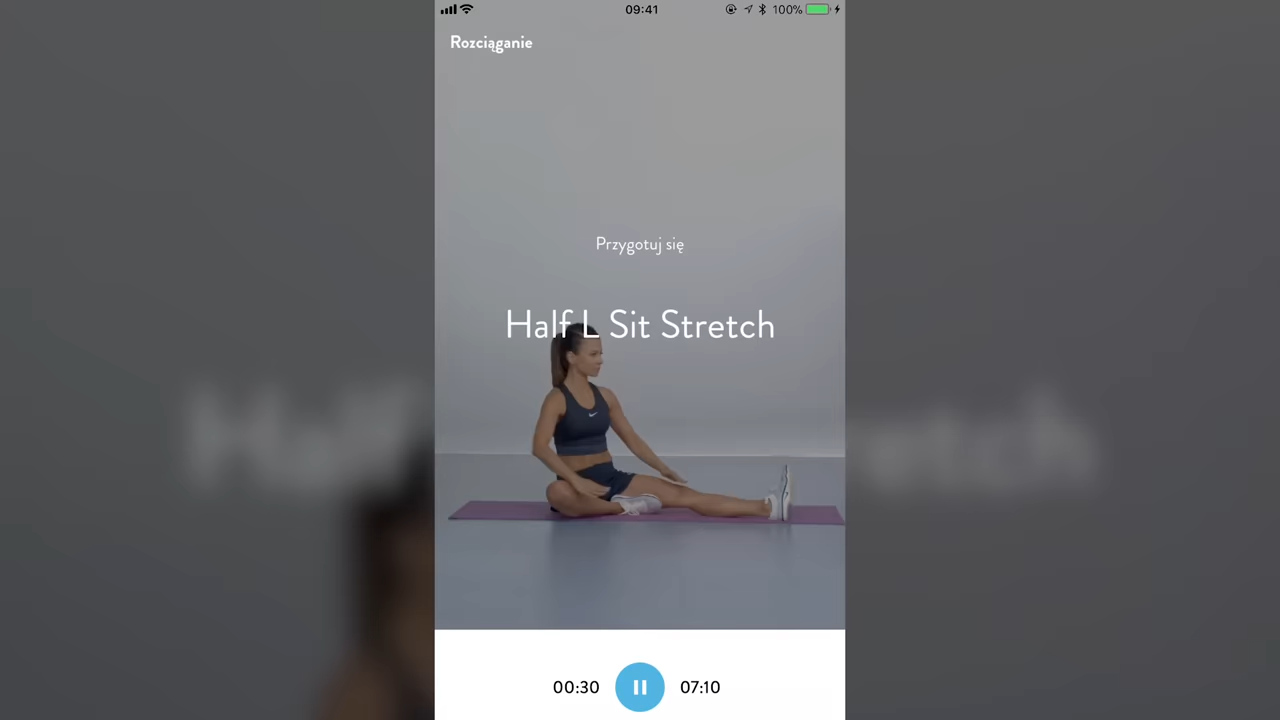 09:41
100%
Rozciąganie
Przygotuj się
Half L Sit Stretch
00:30
07:10